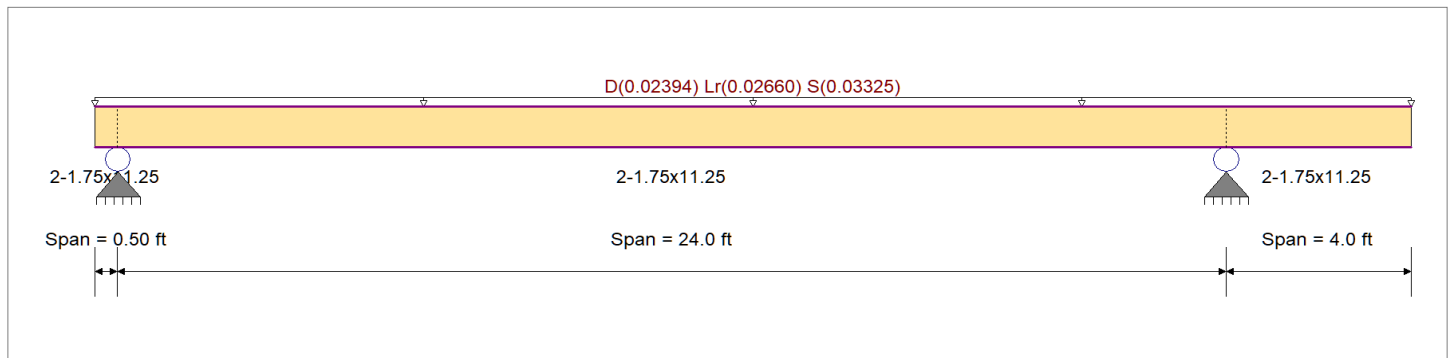 D(0.02394) Lr(0.02660) S(0.03325)
2-1.75x11.25
2-1.75x11.25
2-1.75x11.25
Span = 0.50 ft
Span = 24.0 ft
Span = 4.0 ft